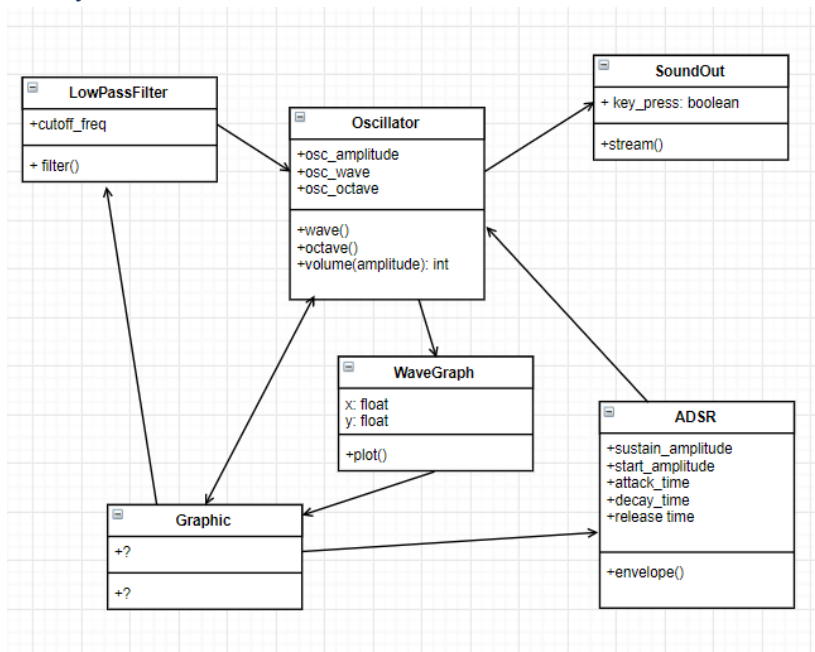 LowPassFilter
+cutoff_freq
+ filter()
Oscillator
+osc_amplitude
+osc_wave
+osc_octave
+wave()
+octave()
+volume(amplitude): int
SoundOut
+ key_press: boolean
+stream()
WaveGraph
x: float
y: float
+plot()
ADSR
+sustain_amplitude
+start_amplitude
+attack_time
+decay_time
+release time
+envelope()
Graphic
+?
+?